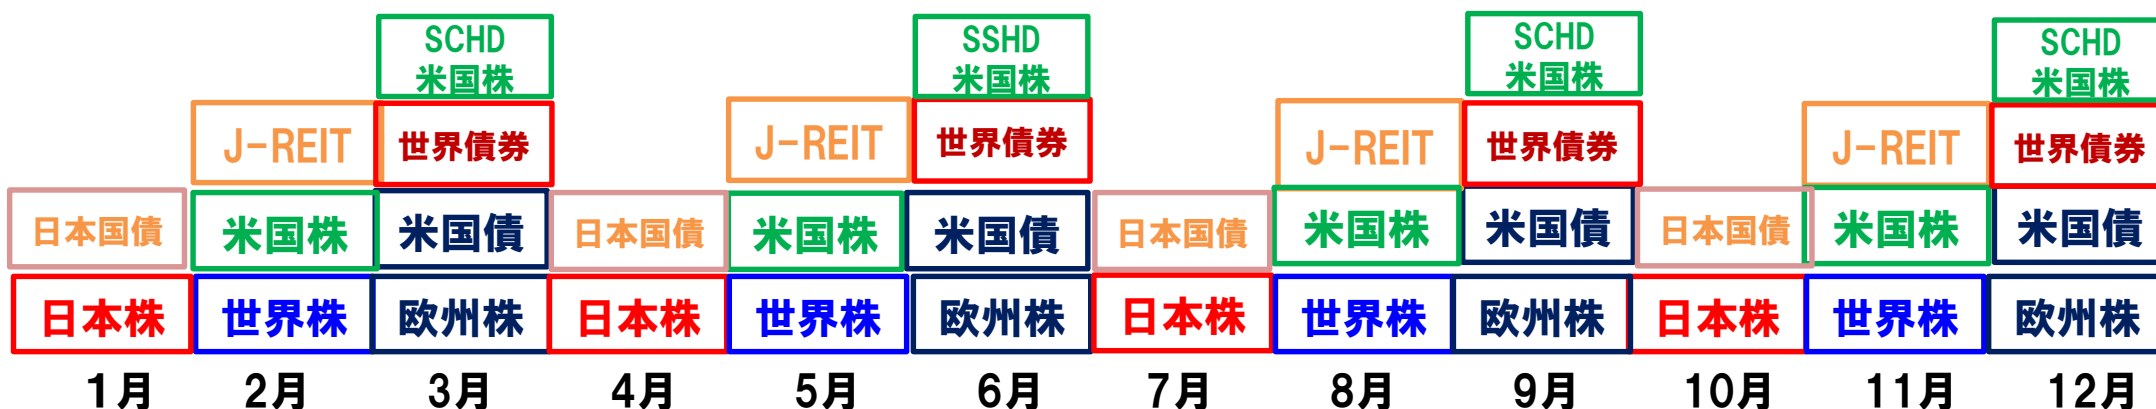 SCHD
米国株
SSHD
米国株
SCHD
米国株
SCHD
米国株
J-REIT
世界債券
J-REIT
世界債券
J-REIT
世界債券
J-REIT
世界債券
日本国債
米国株
米国債
日本国債
米国株
米国債
日本国債
米国株
米国債
日本国債
米国株
米国債
日本株
世界株
欧州株
日本株
世界株
欧州株
日本株
世界株
欧州株
日本株
世界株
欧州株
1月
2月
3月
4月
5月
6月
7月
8月
9月
10月
11月
12月